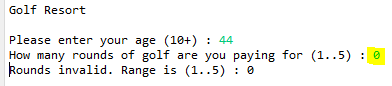 Golf Resort
Please enter your age (10+) : 44
How many rounds of golf are you paying for (1..5) : 0
Rounds invalid. Range is (1..5) : 0